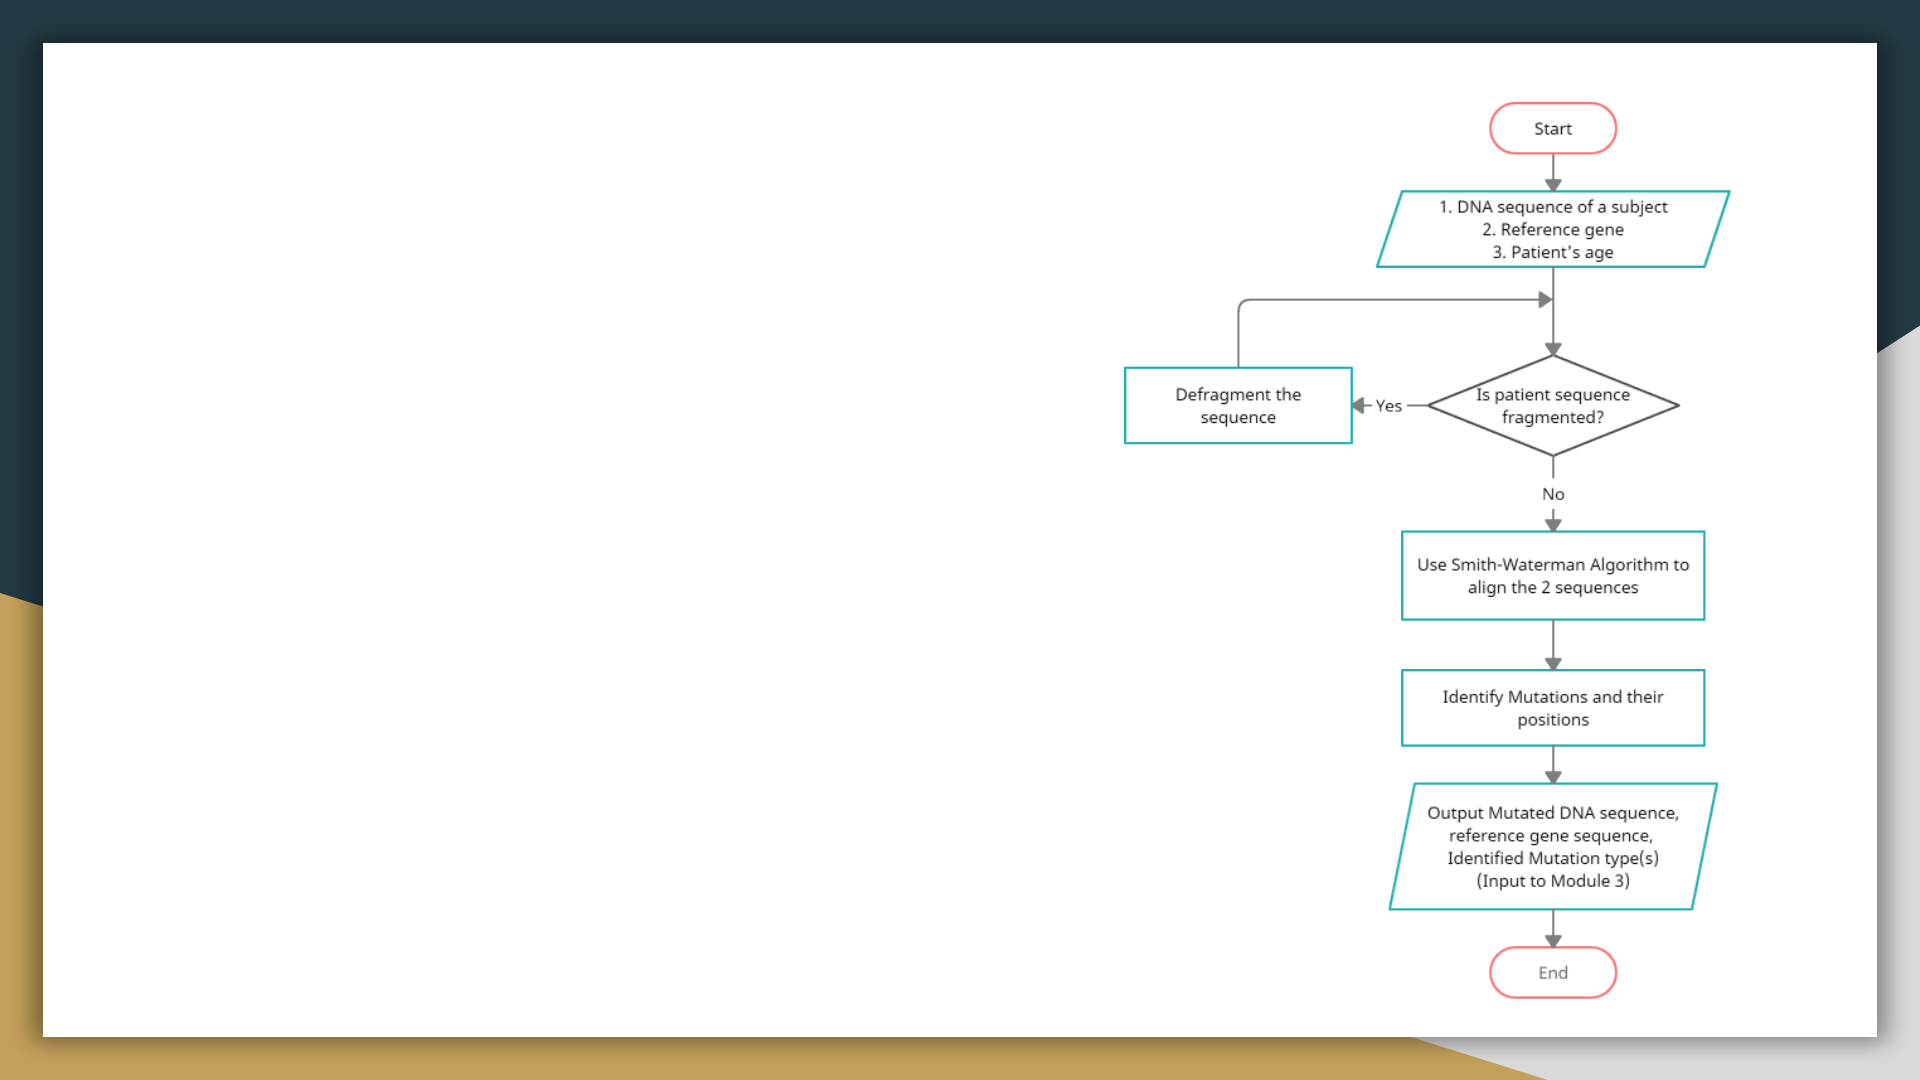 Start
1. DNA sequence of a subject
2. Reference gene
3. Patient's age
Is patient sequence
fragmented?
Yes
Defragment the
sequence
No
Use Smith-Waterman Algorithm to
align the 2 sequences
Identify Mutations and their
positions
Output Mutated DNA sequence,
reference gene sequence,
Identified Mutation type(s)
(Input to Module 3)
End